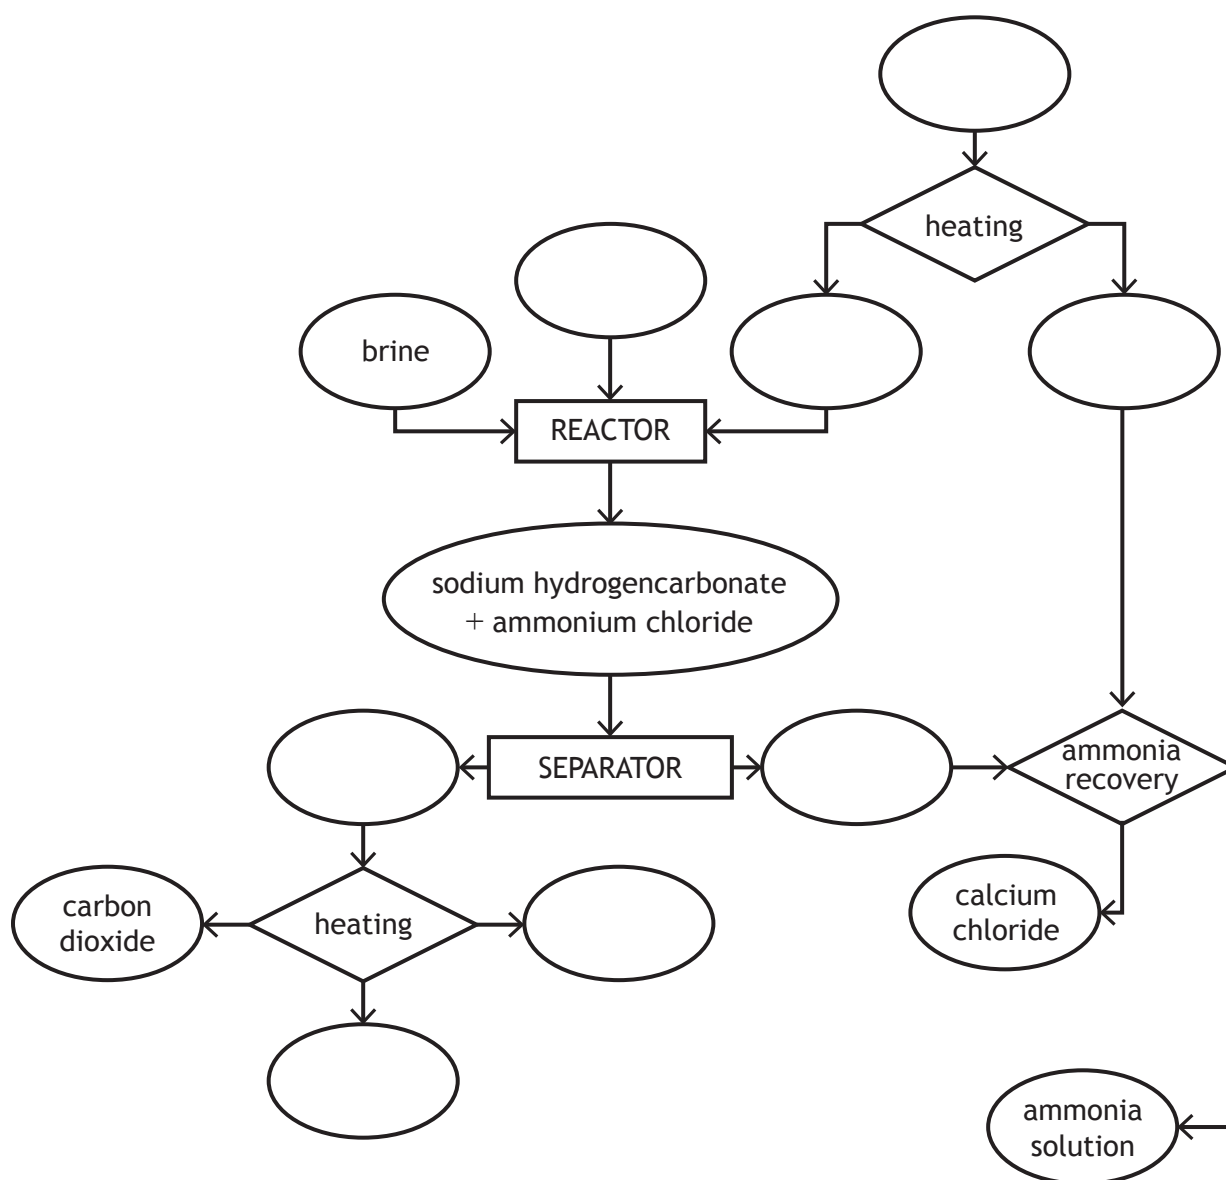 heating
brine
REACTOR
sodium hydrogencarbonate
+ ammonium chloride
SEPARATOR
ammonia
recovery
carbon
dioxide
heating
calcium
chloride
ammonia
solution